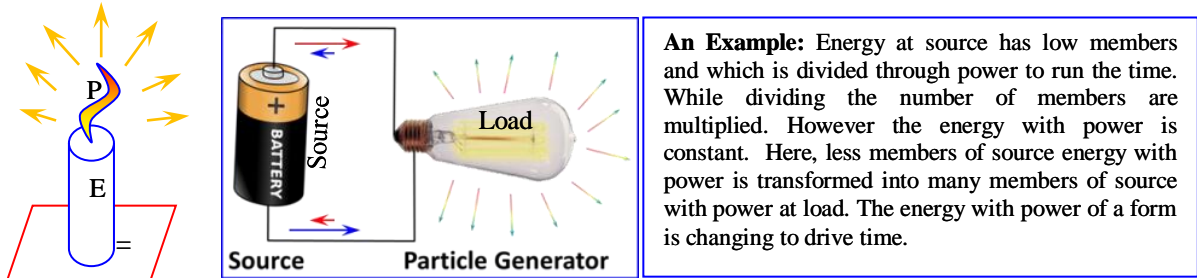 P
E
=
+
BATTERY
Source
Load
Source
Particle Generator
An Example: Energy at source has low members
and which is divided through power to run the time.
While dividing the number of members are
multiplied. However the energy with power is
constant. Here, less members of source energy with
power is transformed into many members of source
with power at load. The energy with power of a form
is changing to drive time.